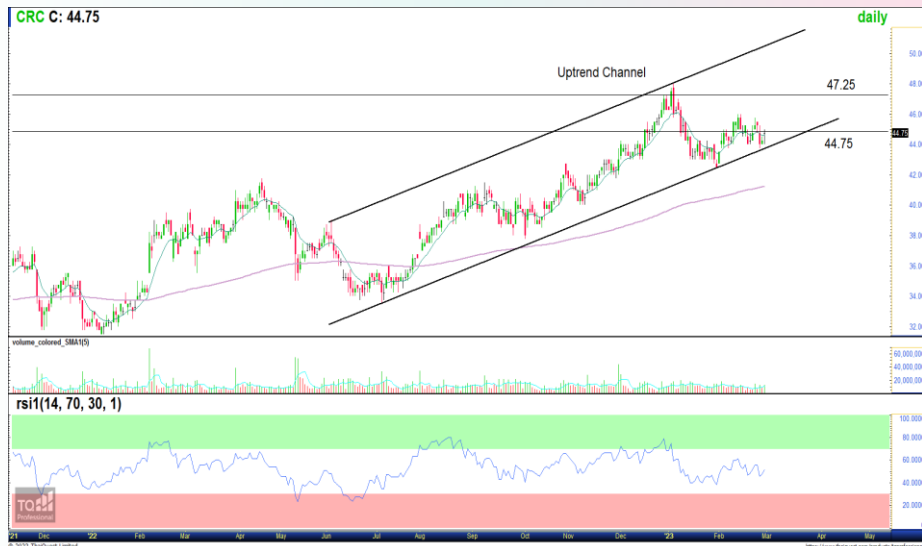 CRC C: 44.75
daily
Uptrend Channel
50.00
48.00
47.25
46.00
44.75
44.75
44.00
42.00
40.00
38.00
36.00
34.00
32.00
volume_colored_SMA1(5)
60,000,000
40,000,000
20,000,000
rsi1(14, 70, 30, 1)
100.0000
80.0000
60.0000
40.0000
20.0000
TQ
Professional
'21 Dec '22 Feb Mar Apr May Jun Jul Aug Sep Oct Nov '23 Feb Mar Apr May